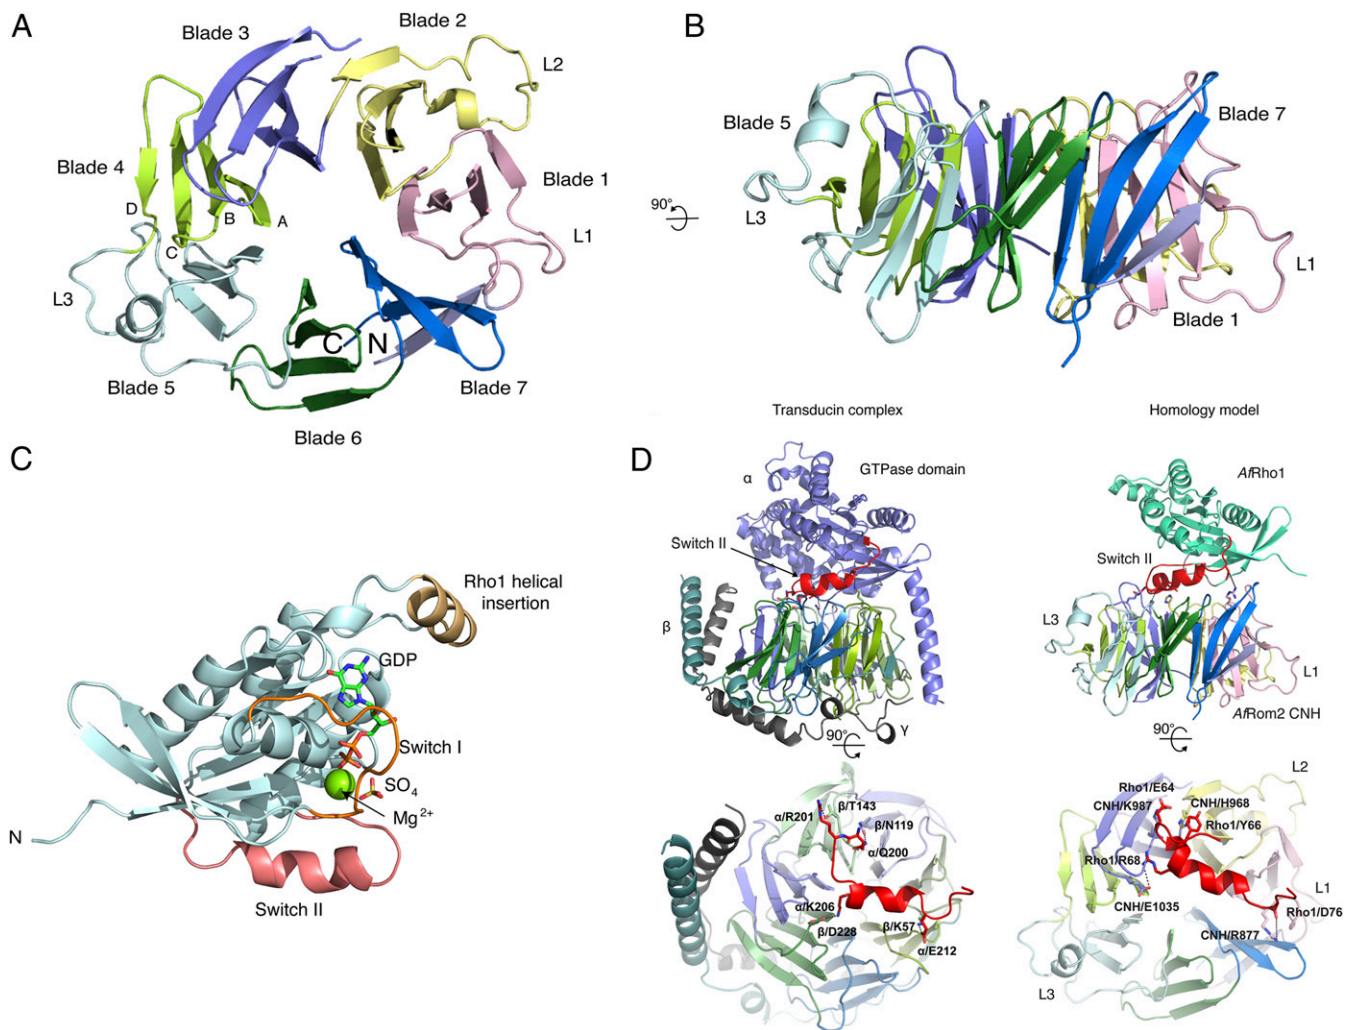 A
Blade 3
Blade 2
L2
Blade 4
Blade 1
D
B
A
C
L1
L3
C N
Blade 5
Blade 7
Blade 6
B
Blade 5
Blade 7
L3
90°
L1
Blade 1
C
Rho1 helical
insertion
GDP
Switch I
SO4
Mg2+
N
Switch II
D
Transducin complex
Homology model
α
GTPase domain
AfRho1
Switch II
Switch II
β
L3
L1
γ
AfRom2 CNH
90°
90°
β/T143
α/R201
β/N119
α/Q200
α/K206
β/D228
β/K57
α/E212
Rho1/E64
L2
CNH/K987
CNH/H968
Rho1/Y66
Rho1/R68
L1
CNH/E1035
Rho1/D76
CNH/R877
L3